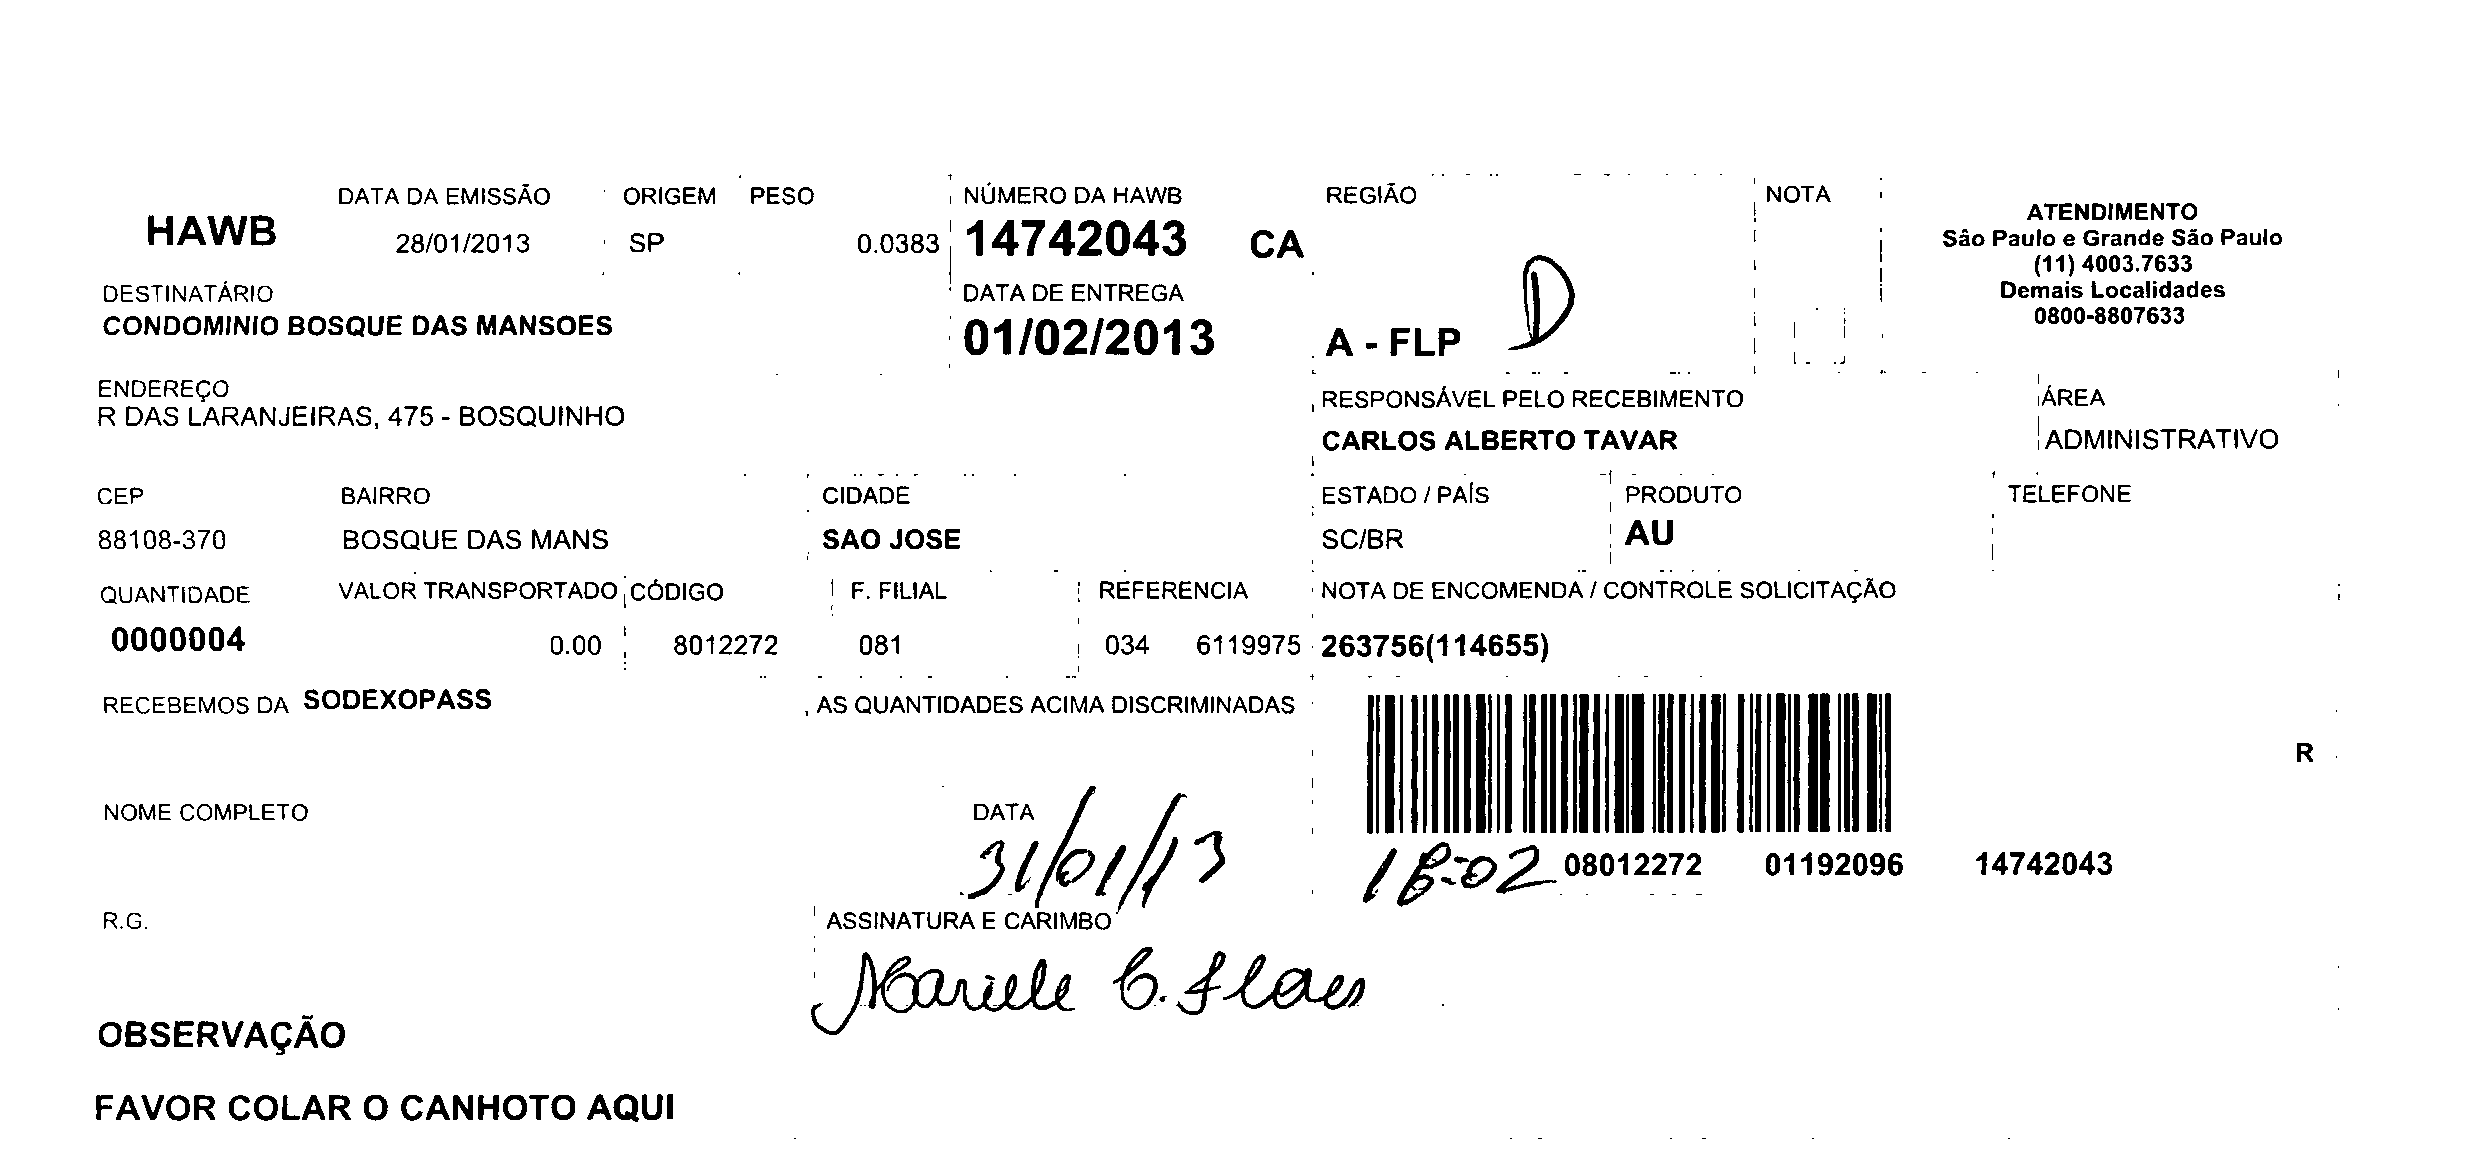 HAWB DATA DA EMISSÃO ORIGEM PESO NÚMERO DA HAWB REGIÃO NOTA
28/01/2013 SP 0.0383 14742043 CA
ATENDIMENTO
São Paulo e Grande São Paulo
(11) 4003.7633
Demais Localidades
0800-8807633
DESTINATÁRIO DATA DE ENTREGA
CONDOMINIO BOSQUE DAS MANSOES 01/02/2013 A - FLP D
ENDEREÇO RESPONSÁVEL PELO RECEBIMENTO ÁREA
R DAS LARANJEIRAS, 475 - BOSQUINHO CARLOS ALBERTO TAVAR ADMINISTRATIVO
CEP BAIRRO CIDADE ESTADO / PAÍS PRODUTO TELEFONE
88108-370 BOSQUE DAS MANS SAO JOSE SC/BR AU
QUANTIDADE VALOR TRANSPORTADO CÓDIGO F. FILIAL REFERENCIA NOTA DE ENCOMENDA / CONTROLE SOLICITAÇÃO
0000004 0.00 8012272 081 034 6119975 263756(114655)
RECEBEMOS DA SODEXOPASS , AS QUANTIDADES ACIMA DISCRIMINADAS
R
NOME COMPLETO DATA
31/01/13 08012272 01192096 14742043
R.G. ASSINATURA E CARIMBO
OBSERVAÇÃO
FAVOR COLAR O CANHOTO AQUI